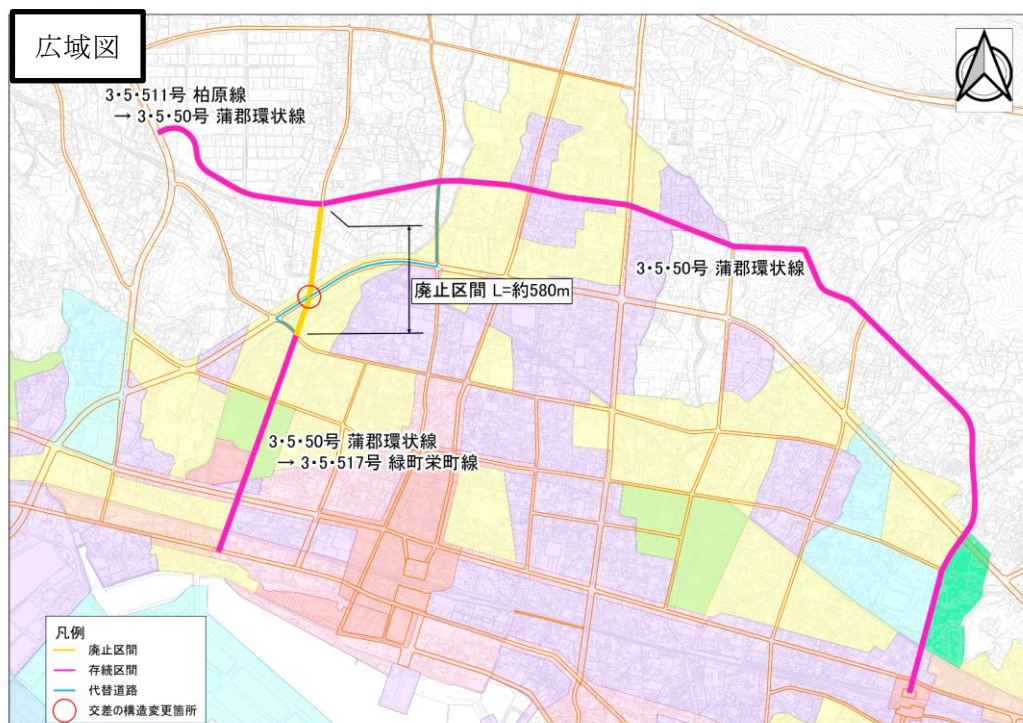 広域図
3・5・511号 柏原線
→ 3・5・50号 蒲郡環状線
3・5・50号 蒲郡環状線
廃止区間 L=約580m
3・5・50号 蒲郡環状線
→ 3・5・517号 緑町栄町線
凡例
廃止区間
存続区間
代替道路
交差の構造変更箇所